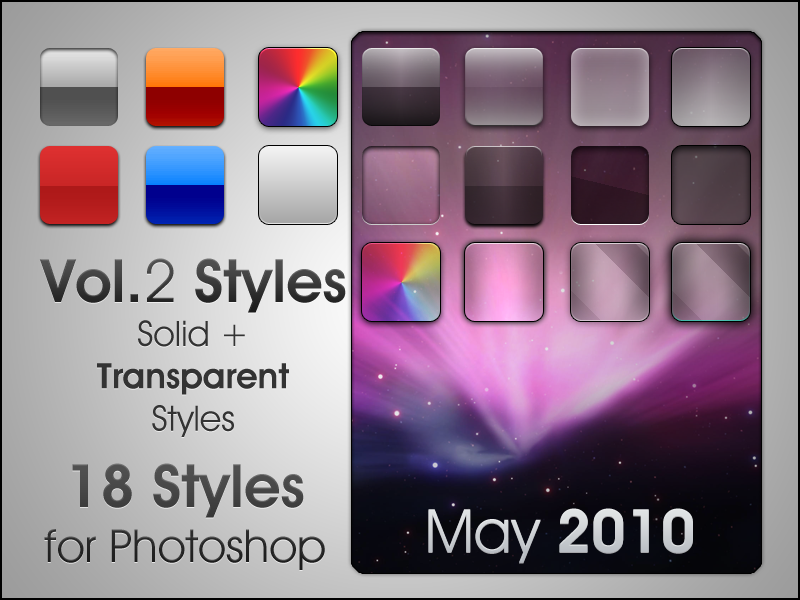 Vol.2 Styles
Solid +
Transparent
Styles
18 Styles
for Photoshop
May 2010